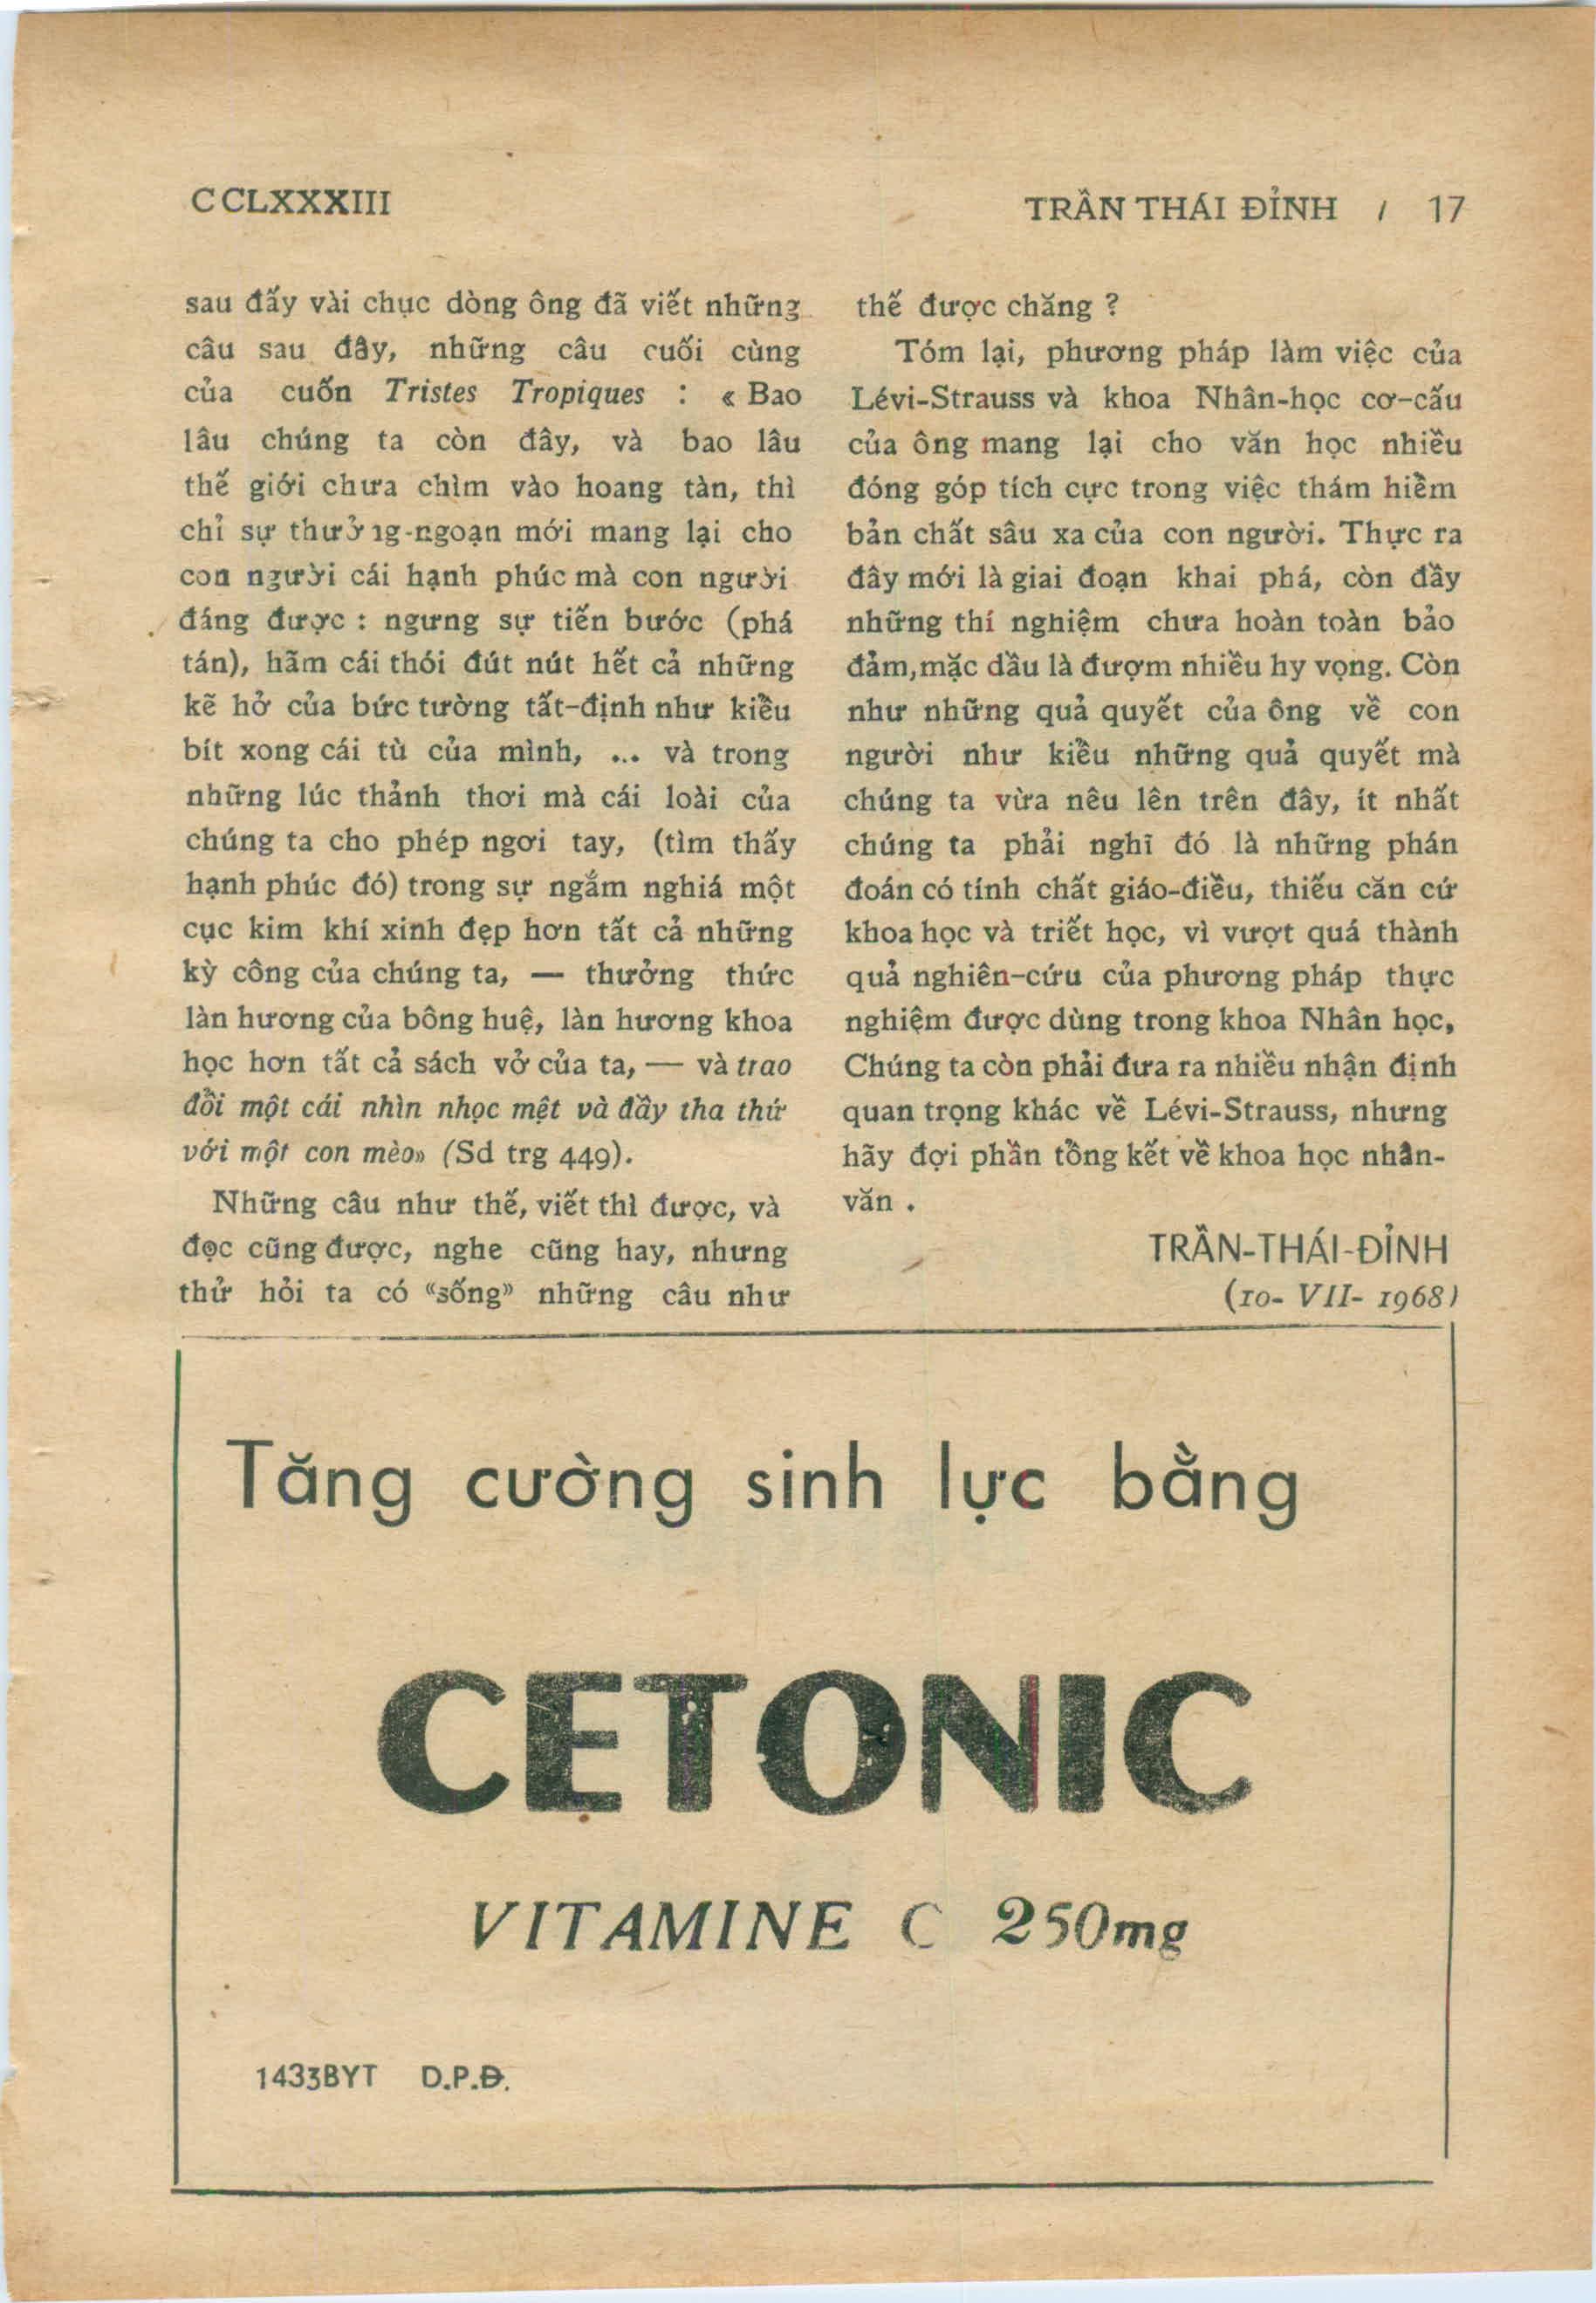 CCLXXXIII
TRẦN THÁI ĐỈNH / 17
sau đấy vài chục dòng ông đã viết những
câu sau đây, những câu cuối cùng
của cuốn Tristes Tropiques : « Bao
lâu chúng ta còn đây, và bao lâu
thế giới chưa chìm vào hoang tàn, thì
chỉ sự thưởng-ngoạn mới mang lại cho
con người cái hạnh phúc mà con người
đáng được : ngưng sự tiến bước (phá
tán), hãm cái thói đút nút hết cả những
kẽ hở của bức tường tất-định như kiểu
bít xong cái tù của mình, ... và trong
những lúc thảnh thơi mà cái loài của
chúng ta cho phép ngơi tay, (tìm thấy
hạnh phúc đó) trong sự ngắm nghiá một
cục kim khí xinh đẹp hơn tất cả những
kỳ công của chúng ta, — thưởng thức
làn hương của bông huệ, làn hương khoa
học hơn tất cả sách vở của ta, — và trao
đổi một cái nhìn nhọc mệt và đầy tha thứ
với một con mèo» (Sd trg 449).
Những câu như thế, viết thì được, và
đọc cũng được, nghe cũng hay, nhưng
thử hỏi ta có “sống” những câu như
thế được chăng ?
Tóm lại, phương pháp làm việc của
Lévi-Strauss và khoa Nhân-học cơ-cấu
của ông mang lại cho văn học nhiều
đóng góp tích cực trong việc thám hiểm
bản chất sâu xa của con người. Thực ra
đây mới là giai đoạn khai phá, còn đầy
những thí nghiệm chưa hoàn toàn bảo
đảm,mặc dầu là đượm nhiều hy vọng. Còn
như những quả quyết của ông về con
người như kiểu những quả quyết mà
chúng ta vừa nêu lên trên đây, ít nhất
chúng ta phải nghĩ đó là những phán
đoán có tính chất giáo-điều, thiếu căn cứ
khoa học và triết học, vì vượt quá thành
quả nghiên-cứu của phương pháp thực
nghiệm được dùng trong khoa Nhân học,
Chúng ta còn phải đưa ra nhiều nhận định
quan trọng khác về Lévi-Strauss, nhưng
hãy đợi phần tổng kết về khoa học nhân-
văn .
TRẦN-THÁI-ĐỈNH
(10- VII- 1968)
Tăng cường sinh lực bằng
CETONIC
VITAMINE C 250mg
1433BYT D.P.Đ.